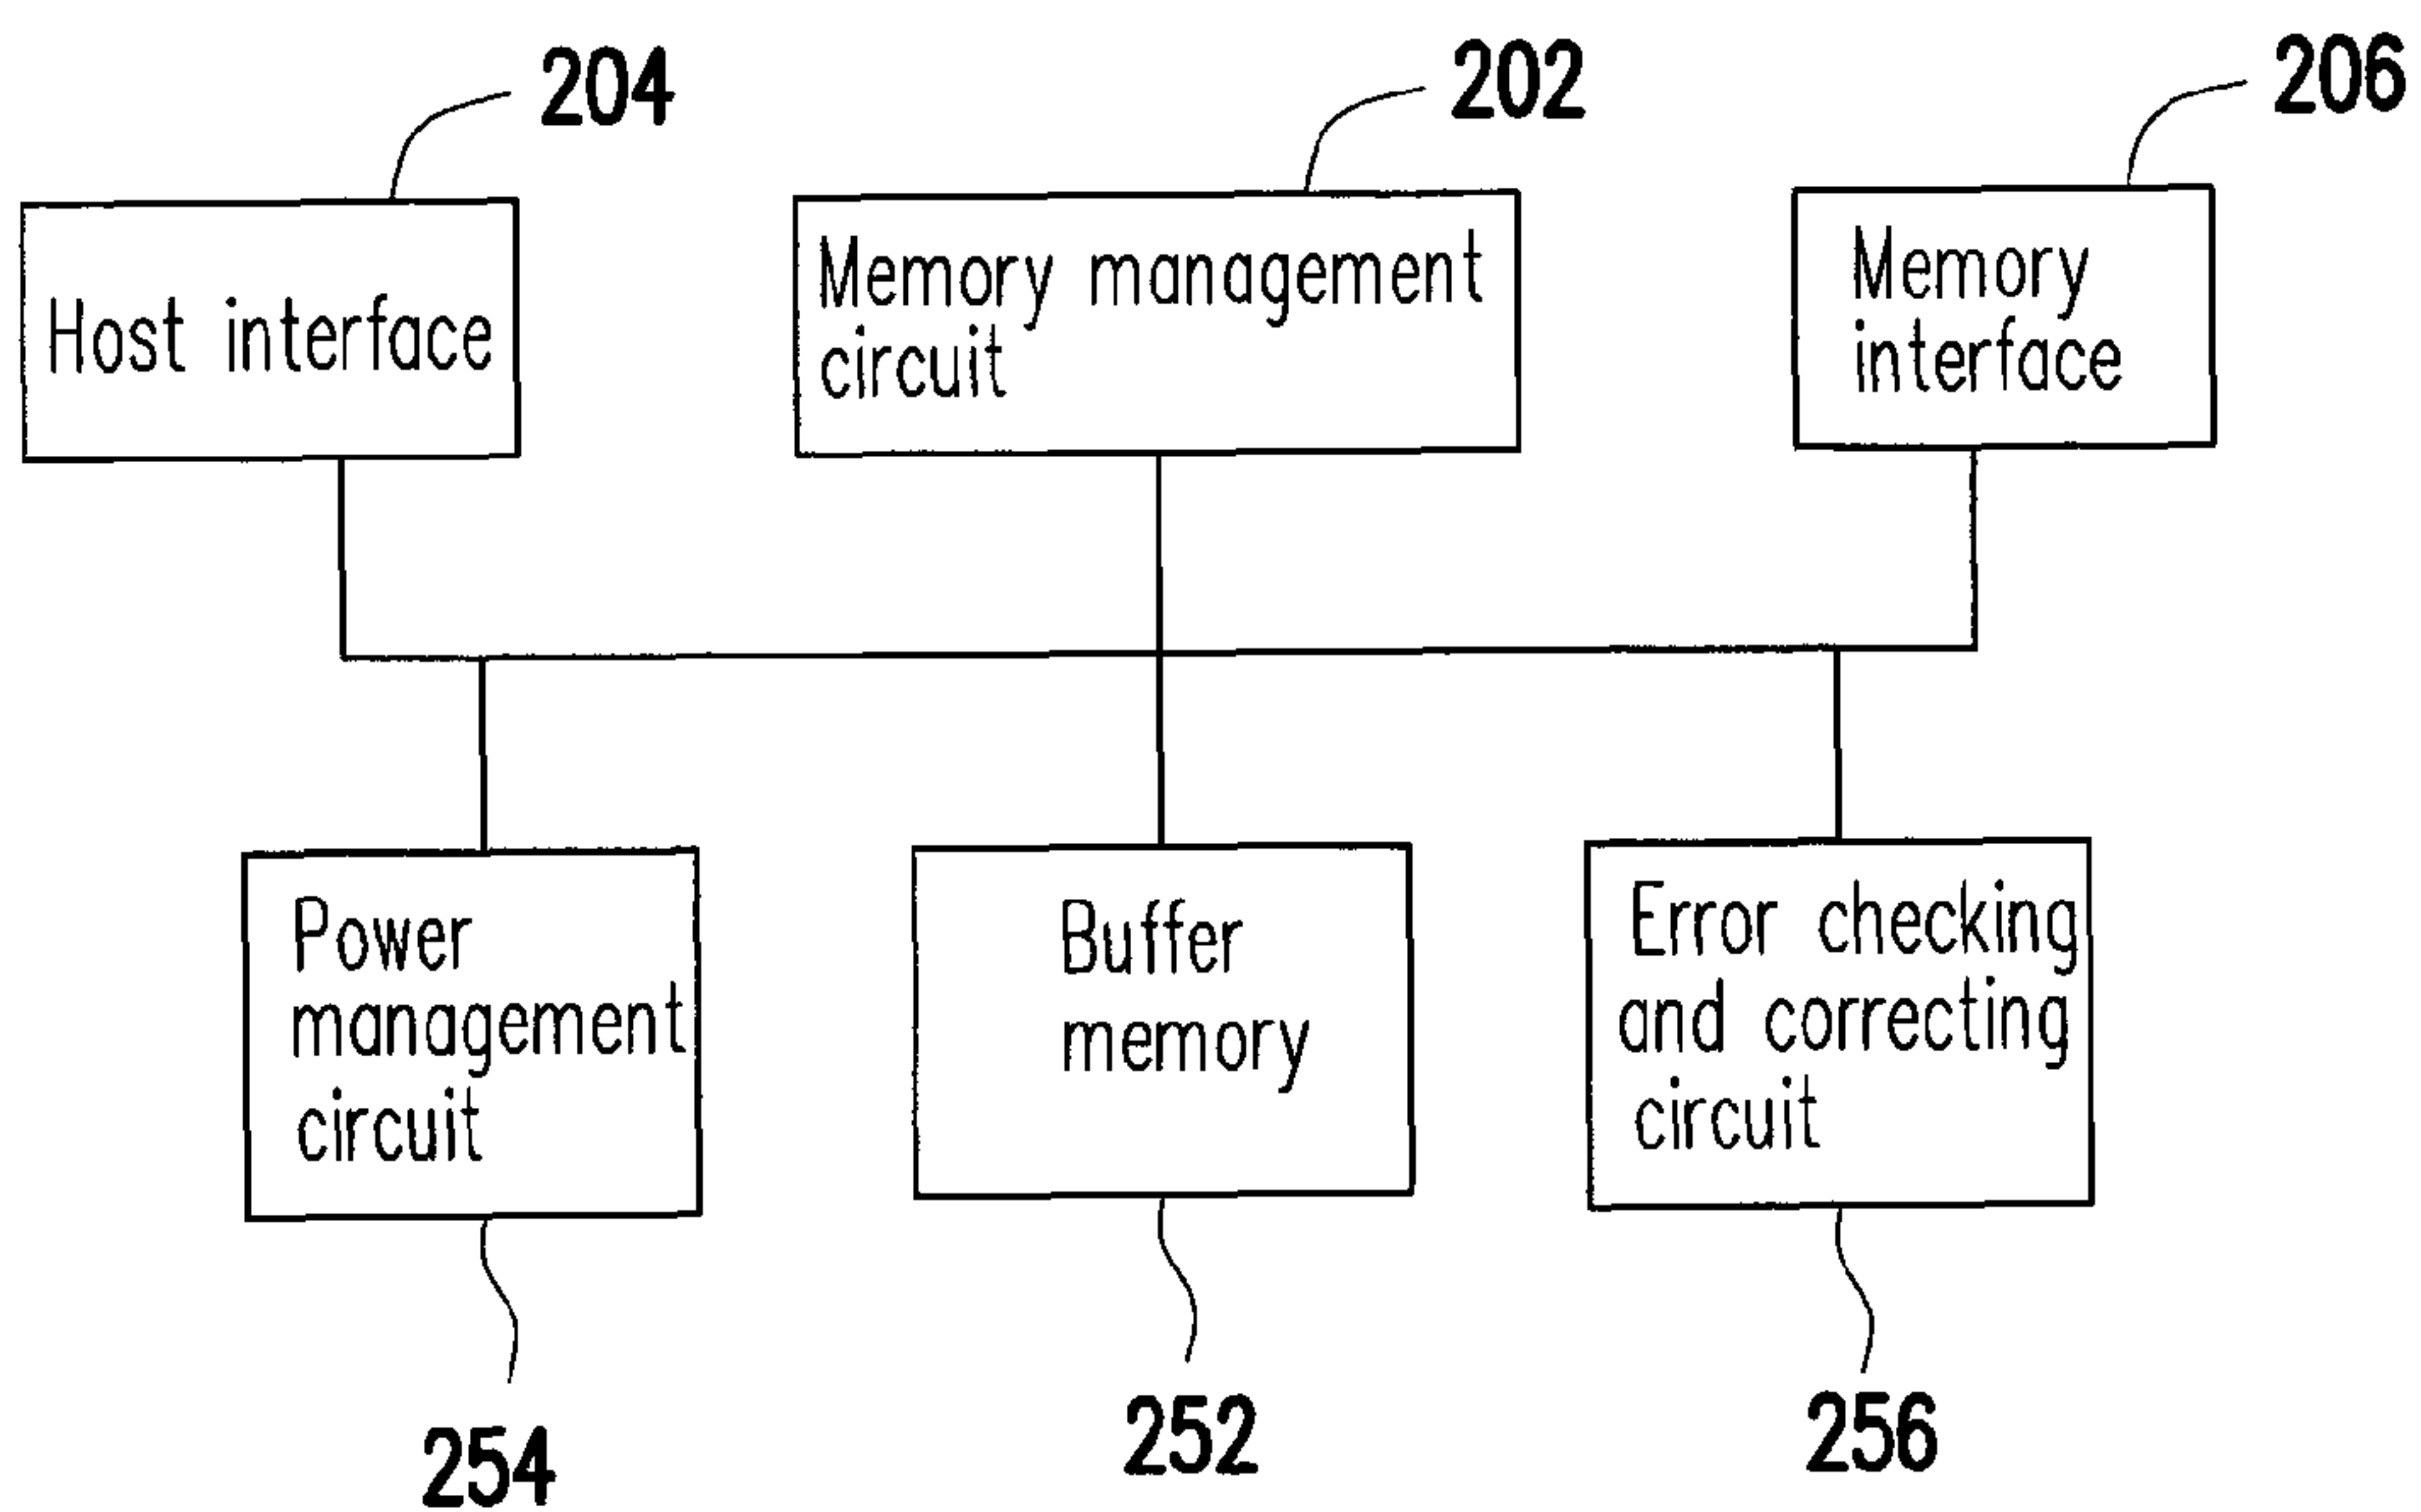 204
202
206
Host interface
Memory management
circuit
Memory
interface
Power
management
circuit
Buffer
memory
Error checking
and correcting
circuit
254
252
256